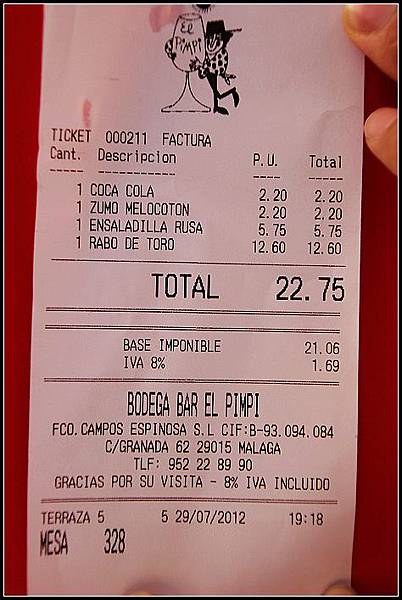 El
Pimpi
TICKET 000211 FACTURA
Cant. Descripcion P.U. Total
----- ------------ ---- -----
1 COCA COLA 2.20 2.20
1 ZUMO MELOCOTON 2.20 2.20
1 ENSALADILLA RUSA 5.75 5.75
1 RABO DE TORO 12.60 12.60
TOTAL 22.75
BASE IMPONIBLE 21.06
IVA 8% 1.69
BODEGA BAR EL PIMPI
FCO.CAMPOS ESPINOSA S.L CIF:B-93.094.084
C/GRANADA 62 29015 MALAGA
TLF: 952 22 89 90
GRACIAS POR SU VISITA - 8% IVA INCLUIDO
TERRAZA 5 5 29/07/2012 19:18
MESA 328